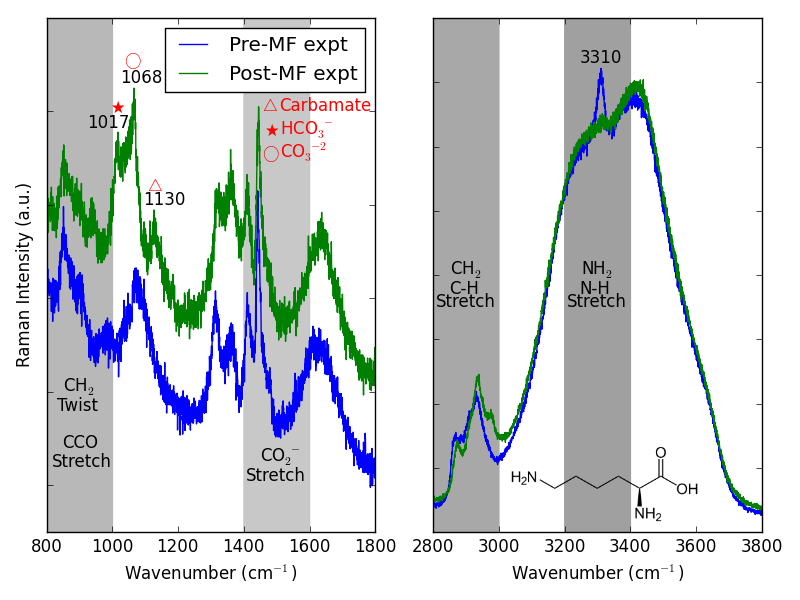 Pre-MF expt
Post-MF expt
1068
1017
1130
Carbamate
HCO₃⁻
CO₃⁻²
CH₂
Twist
CCO
Stretch
CO₂⁻
Stretch
Raman Intensity (a.u.)
800 1000 1200 1400 1600 1800
Wavenumber (cm⁻¹)
3310
CH₂
C-H
Stretch
NH₂
N-H
Stretch
H₂N
O
OH
NH₂
2800 3000 3200 3400 3600 3800
Wavenumber (cm⁻¹)